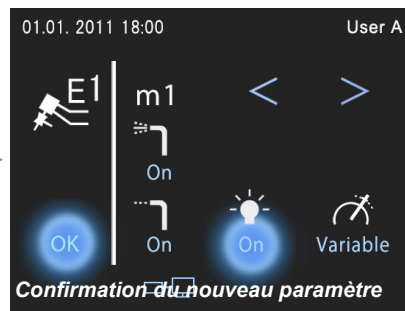 01.01. 2011 18:00 User A
E1
m1
< >
On
OK On On Variable
Confirmation du nouveau paramètre